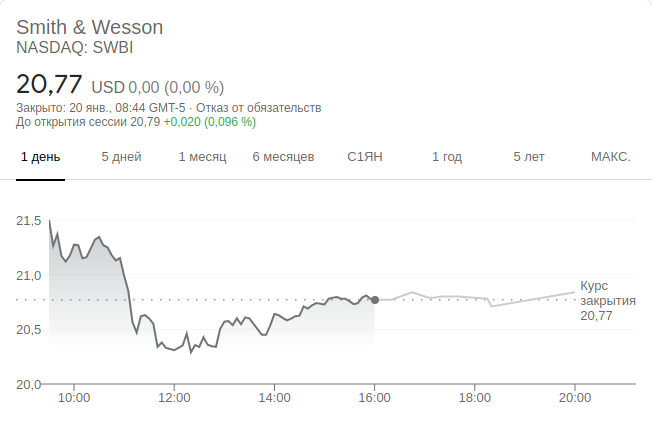 Smith & Wesson
NASDAQ: SWBI
20,77 USD 0,00 (0,00 %)
Закрыто: 20 янв., 08:44 GMT-5 · Отказ от обязательств
До открытия сессии 20,79 +0,020 (0,096 %)
1 день 5 дней 1 месяц 6 месяцев С1ЯН 1 год 5 лет МАКС.
21,5
21,0
Курс
закрытия
20,77
20,5
20,0
10:00 12:00 14:00 16:00 18:00 20:00